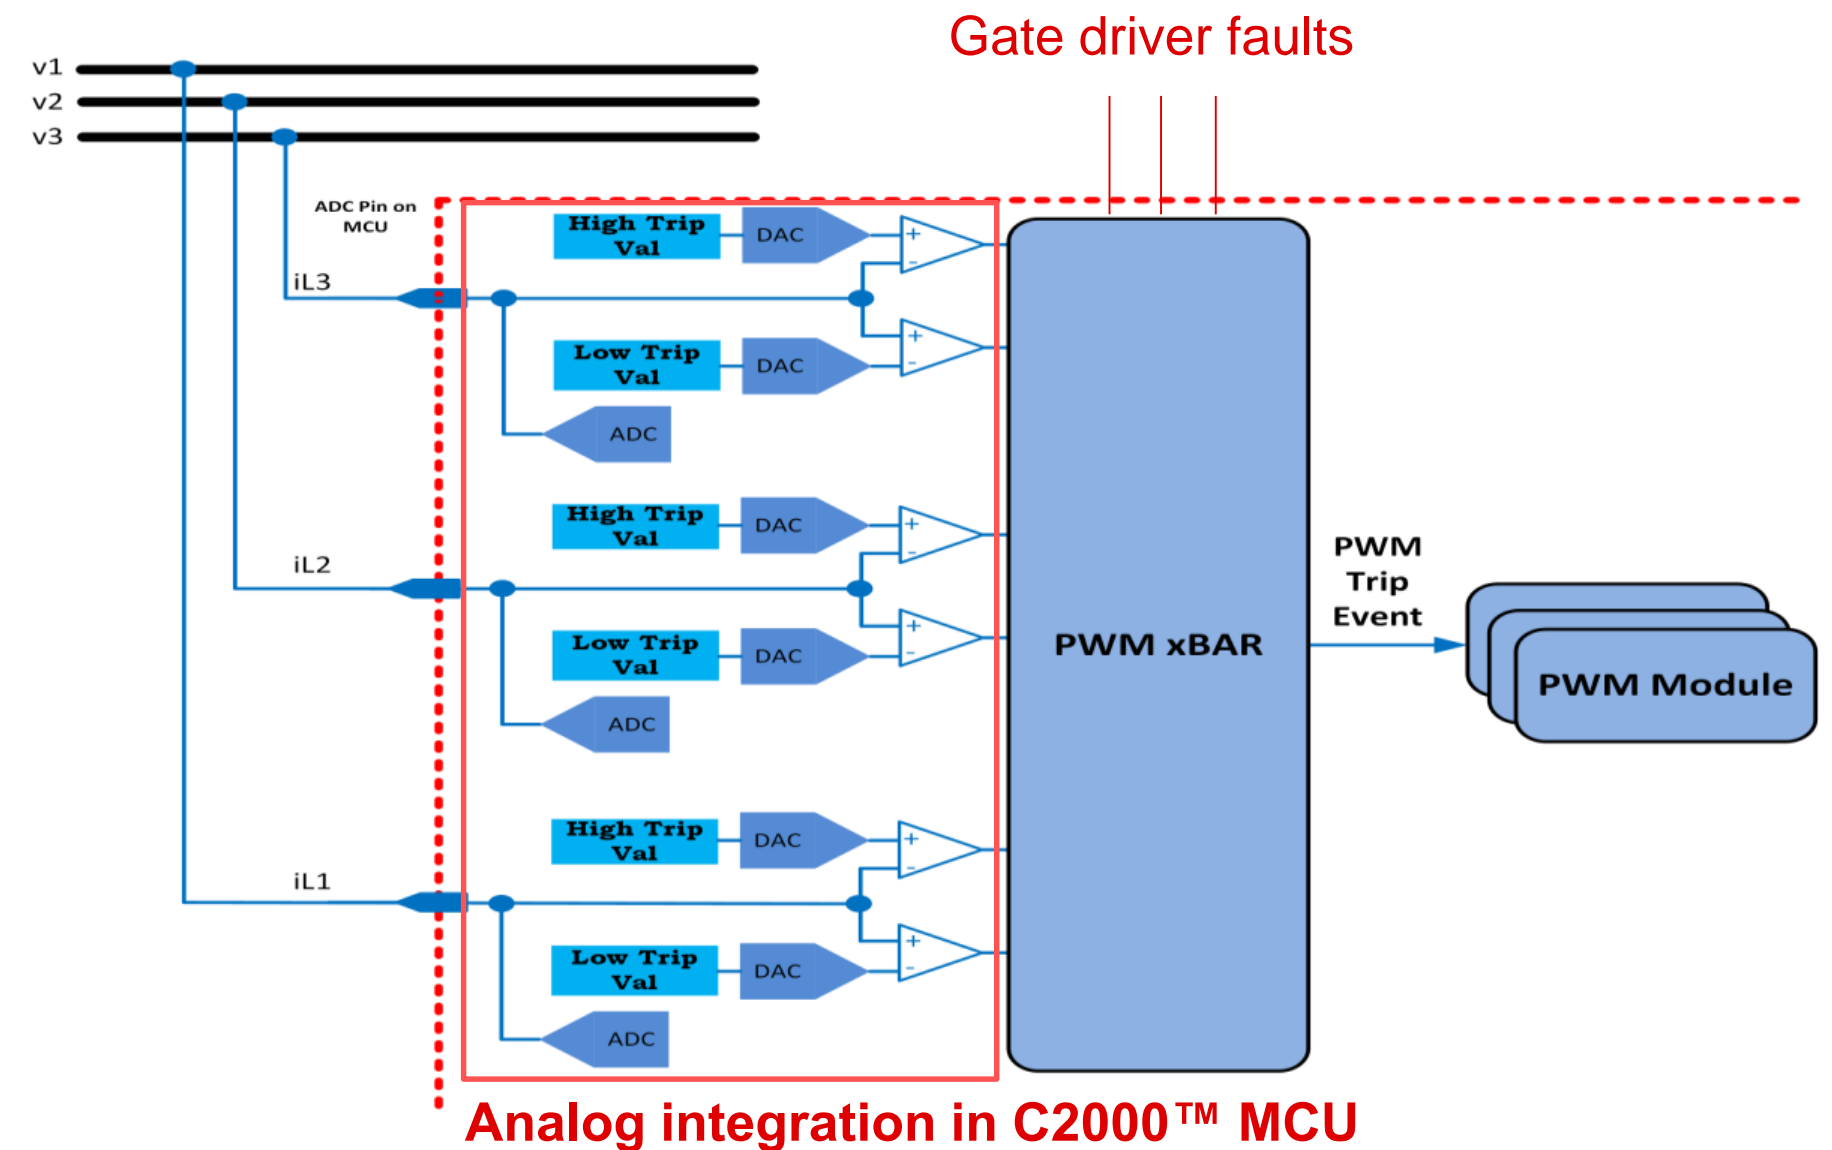 Gate driver faults
v1
v2
v3
ADC Pin on
MCU
High Trip
Val
DAC
+
-
iL3
Low Trip
Val
DAC
+
-
ADC
High Trip
Val
DAC
+
-
iL2
Low Trip
Val
DAC
+
-
ADC
High Trip
Val
DAC
+
-
iL1
Low Trip
Val
DAC
+
-
ADC
PWM xBAR
PWM
Trip
Event
PWM Module
Analog integration in C2000™ MCU